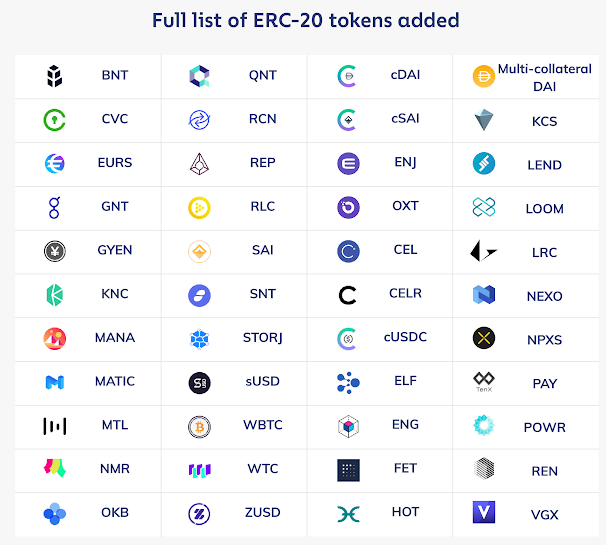 Full list of ERC-20 tokens added
BNT QNT cDAI Multi-collateral
DAI
CVC RCN cSAI KCS
EURS REP ENJ LEND
GNT RLC OXT LOOM
GYEN SAI CEL LRC
KNC SNT CELR NEXO
MANA STORJ cUSDC NPXS
MATIC sUSD ELF PAY
TenX
MTL WBTC ENG POWR
NMR WTC FET REN
OKB ZUSD HOT VGX